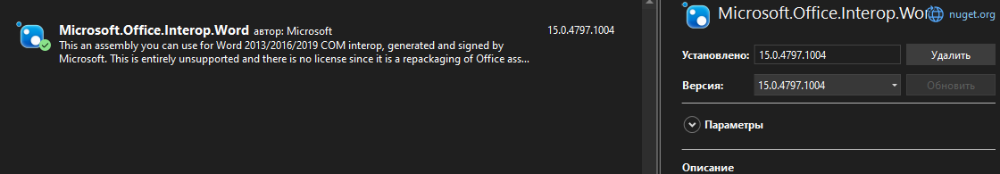 Microsoft.Office.Interop.Word автор: Microsoft
15.0.4797.1004
This an assembly you can use for Word 2013/2016/2019 COM interop, generated and signed by
Microsoft. This is entirely unsupported and there is no license since it is a repackaging of Office ass...
Microsoft.Office.Interop.Wor
nuget.org
Установлено: 15.0.4797.1004 Удалить
Версия: 15.0.4797.1004 Обновить
Параметры
Описание